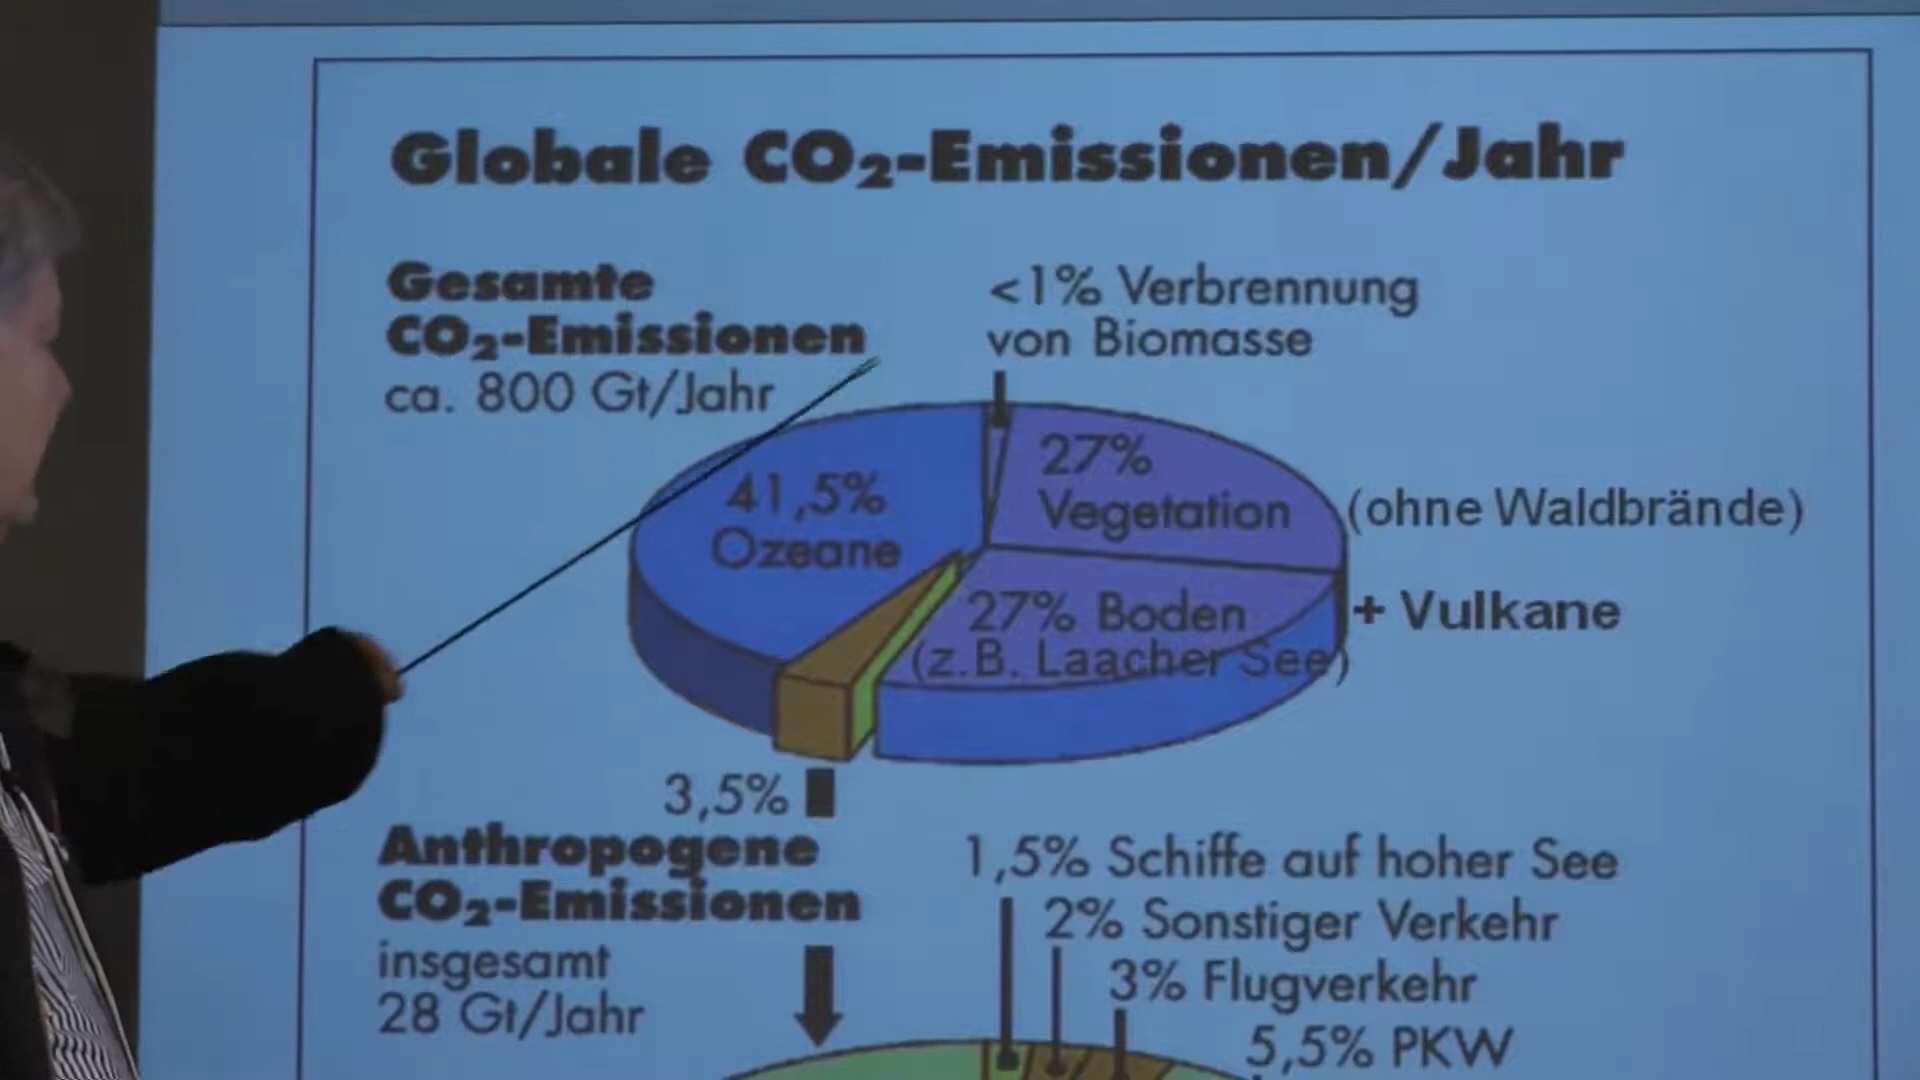 Globale CO₂-Emissionen/Jahr
Gesamte
CO₂-Emissionen
ca. 800 Gt/Jahr
<1% Verbrennung
von Biomasse
41,5%
Ozeane
27%
Vegetation
(ohne Waldbrände)
27% Boden
(z.B. Laacher See)
+ Vulkane
3,5%
Anthropogene
CO₂-Emissionen
insgesamt
28 Gt/Jahr
1,5% Schiffe auf hoher See
2% Sonstiger Verkehr
3% Flugverkehr
5,5% PKW